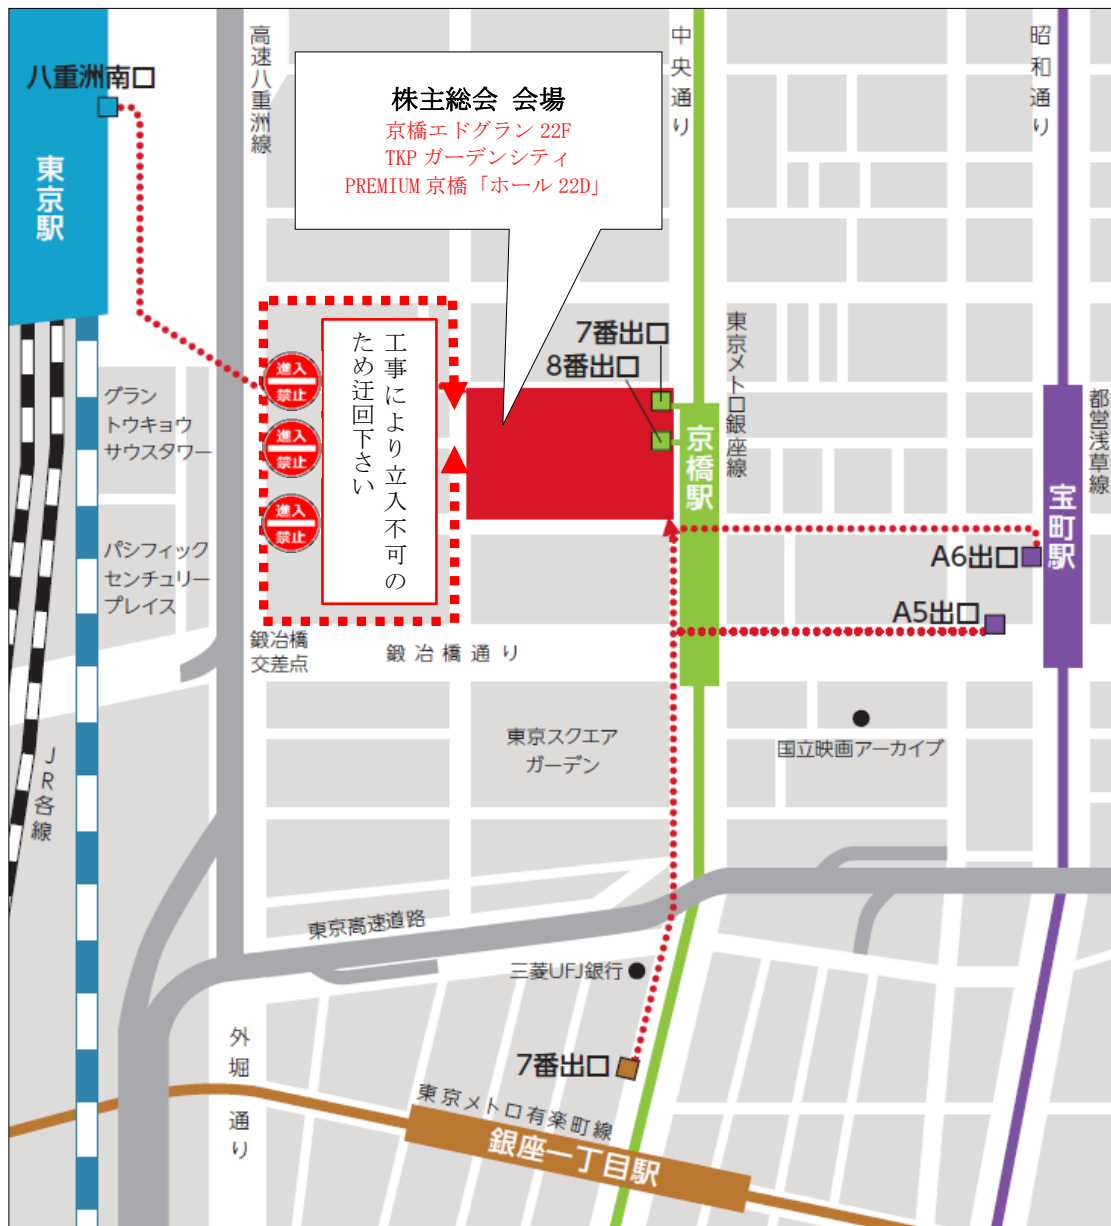 八重洲南口
東京駅
高速八重洲線
株主総会 会場
京橋エドグラン 22F
TKP ガーデンシティ
PREMIUM 京橋「ホール 22D」
中央通り
昭和通り
7番出口
8番出口
東京メトロ銀座線
京橋駅
都営浅草線
宝町駅
進入
禁止
進入
禁止
進入
禁止
工事により立入不可の
ため迂回下さい
グラン
トウキョウ
サウスタワー
パシフィック
センチュリー
プレイス
A6出口
A5出口
鍛冶橋
交差点
鍛冶橋通り
東京スクエア
ガーデン
国立映画アーカイブ
JR各線
東京高速道路
三菱UFJ銀行
外堀通り
7番出口
東京メトロ有楽町線
銀座一丁目駅